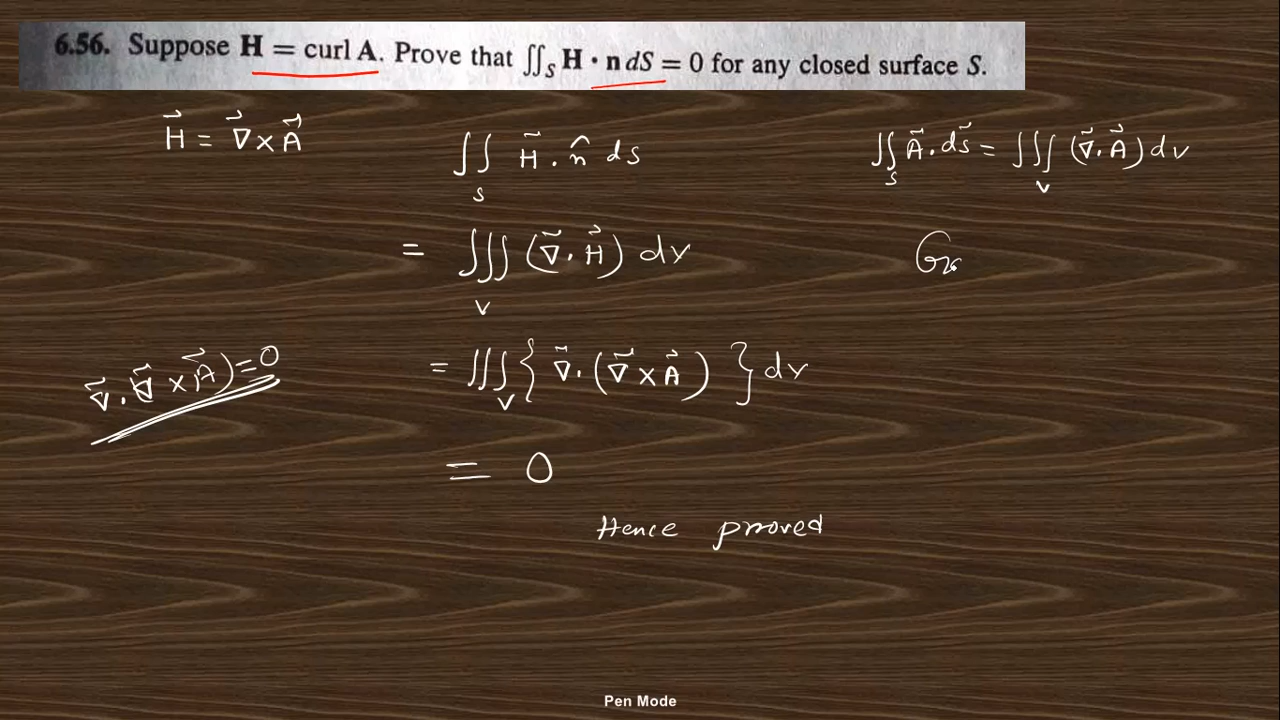 6.56. Suppose H = curl A. Prove that ∬_S H · n dS = 0 for any closed surface S.
H⃗ = ∇⃗ × A⃗
∬_S H⃗ . n̂ ds
∬_S A⃗ . ds⃗ = ∭_V (∇⃗ . A⃗) dv
= ∭_V (∇⃗ . H⃗) dv
∇⃗ . (∇⃗ × A⃗) = 0
= ∭_V { ∇⃗ . (∇⃗ × A⃗) } dv
= 0
Hence proved
Pen Mode